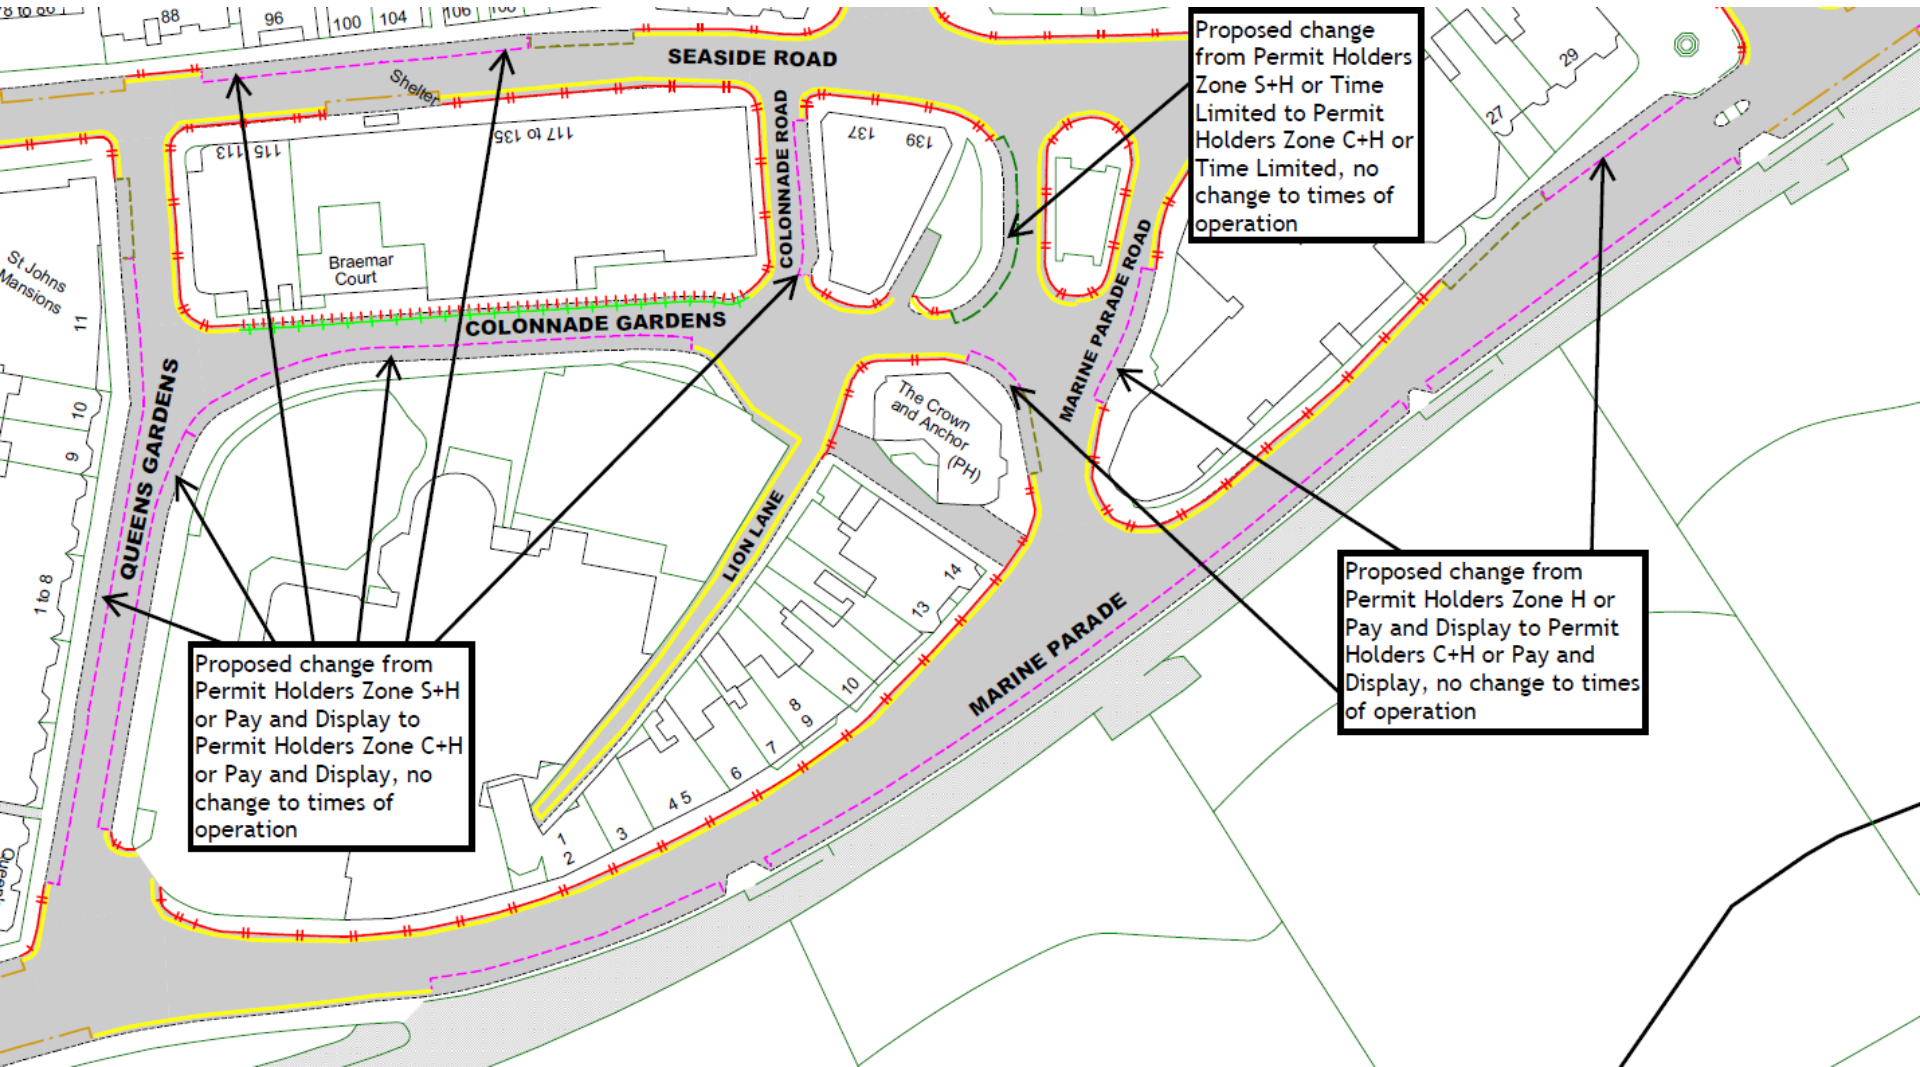 88
96
100
104
106
SEASIDE ROAD
Shelter
Proposed change
from Permit Holders
Zone S+H or Time
Limited to Permit
Holders Zone C+H or
Time Limited, no
change to times of
operation
29
27
113
115
117 to 135
COLONNADE ROAD
137
139
St Johns
Mansions
11
Braemar
Court
COLONNADE GARDENS
MARINE PARADE ROAD
QUEENS GARDENS
10
9
1 to 8
The Crown
and Anchor
(PH)
LION LANE
14
13
10
8
9
7
6
4 5
3
1
2
MARINE PARADE
Proposed change from
Permit Holders Zone H or
Pay and Display to Permit
Holders C+H or Pay and
Display, no change to times
of operation
Proposed change from
Permit Holders Zone S+H
or Pay and Display to
Permit Holders Zone C+H
or Pay and Display, no
change to times of
operation